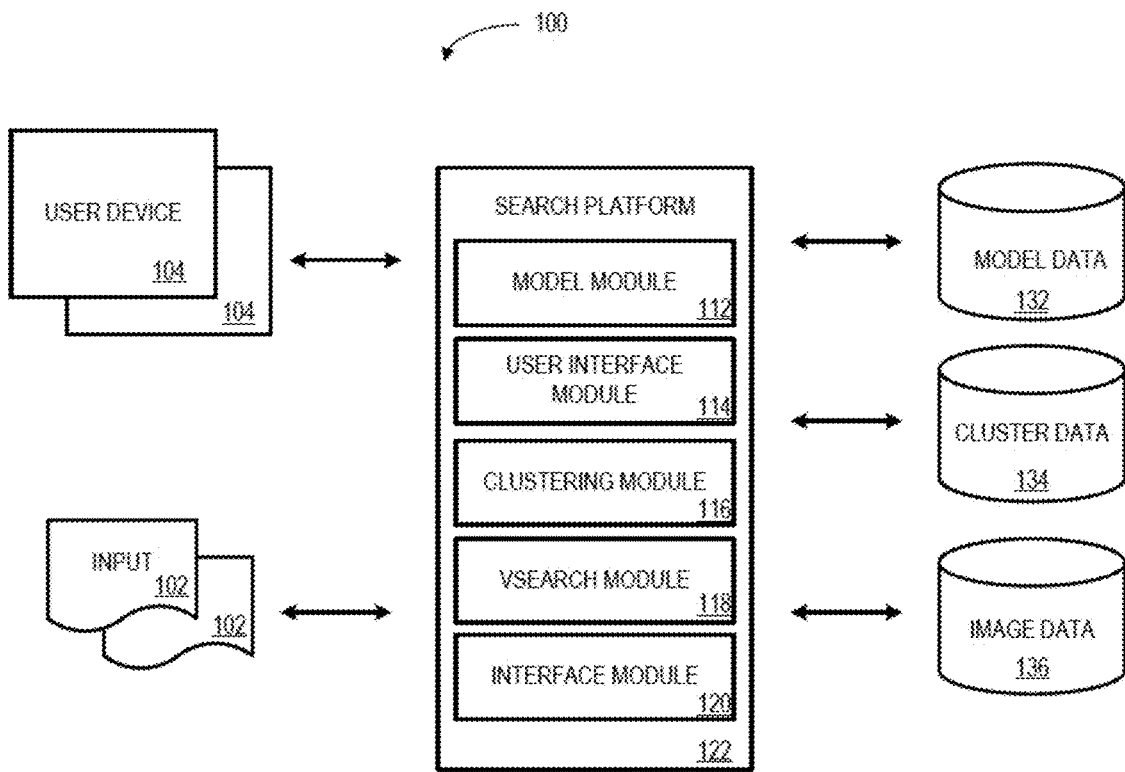 100
USER DEVICE
104
104
INPUT
102
102
SEARCH PLATFORM
MODEL MODULE
112
USER INTERFACE
MODULE
114
CLUSTERING MODULE
116
VSEARCH MODULE
118
INTERFACE MODULE
120
122
MODEL DATA
132
CLUSTER DATA
134
IMAGE DATA
136